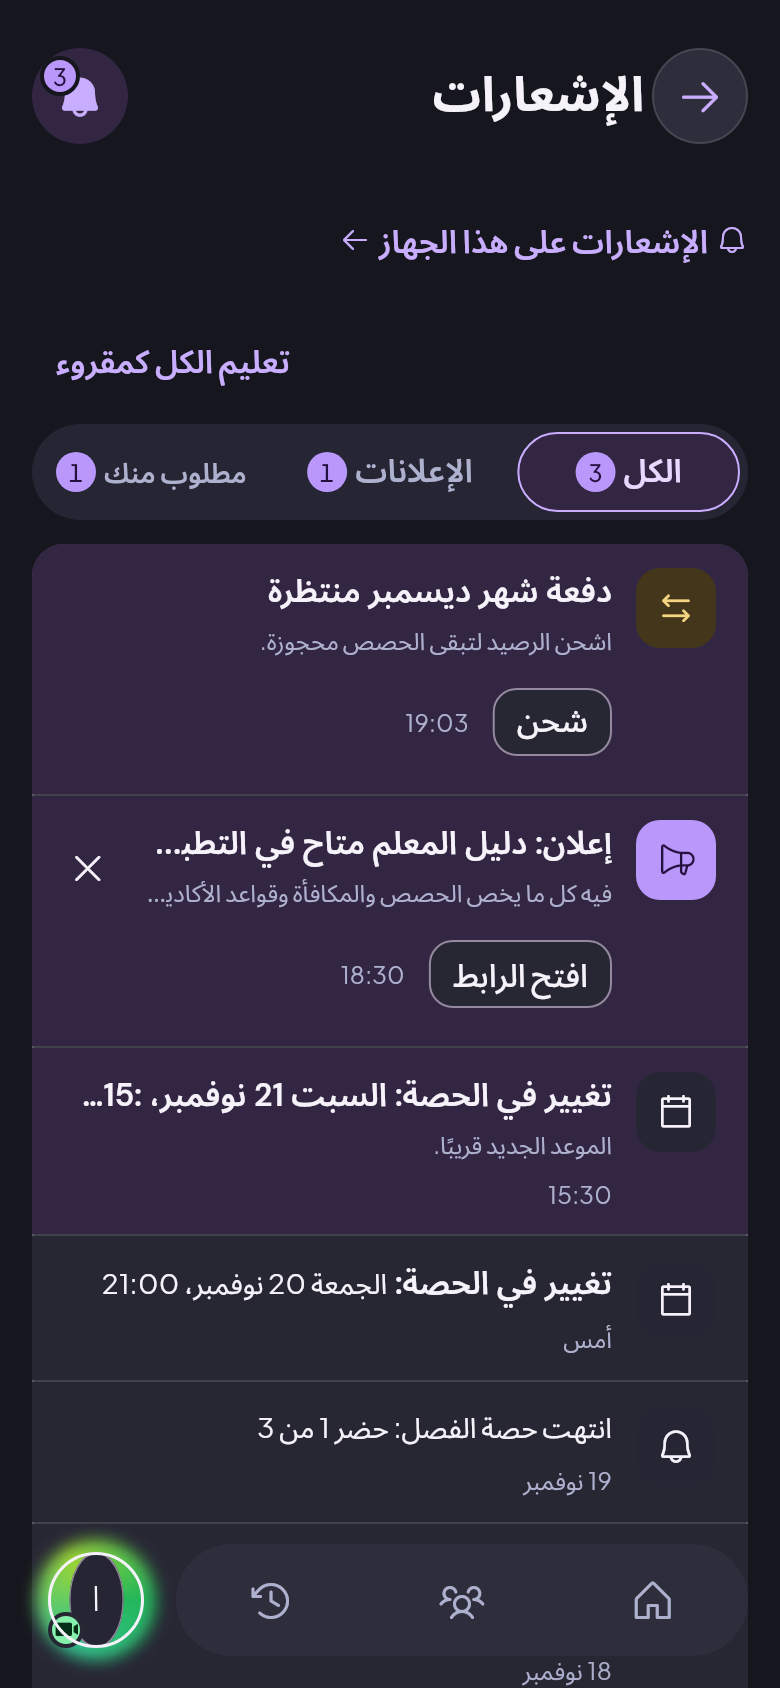 الإشعارات
3
الإشعارات على هذا الجهاز
تعليم الكل كمقروء
الكل 3
الإعلانات 1
مطلوب منك 1
دفعة شهر ديسمبر منتظرة
اشحن الرصيد لتبقى الحصص محجوزة.
شحن
19:03
إعلان: دليل المعلم متاح في التطبـ...
فيه كل ما يخص الحصص والمكافأة وقواعد الأكاديـ...
افتح الرابط
18:30
تغيير في الحصة: السبت 21 نوفمبر، 15:...
الموعد الجديد قريبًا.
15:30
تغيير في الحصة: الجمعة 20 نوفمبر، 21:00
أمس
انتهت حصة الفصل: حضر 1 من 3
19 نوفمبر
ا
18 نوفمبر